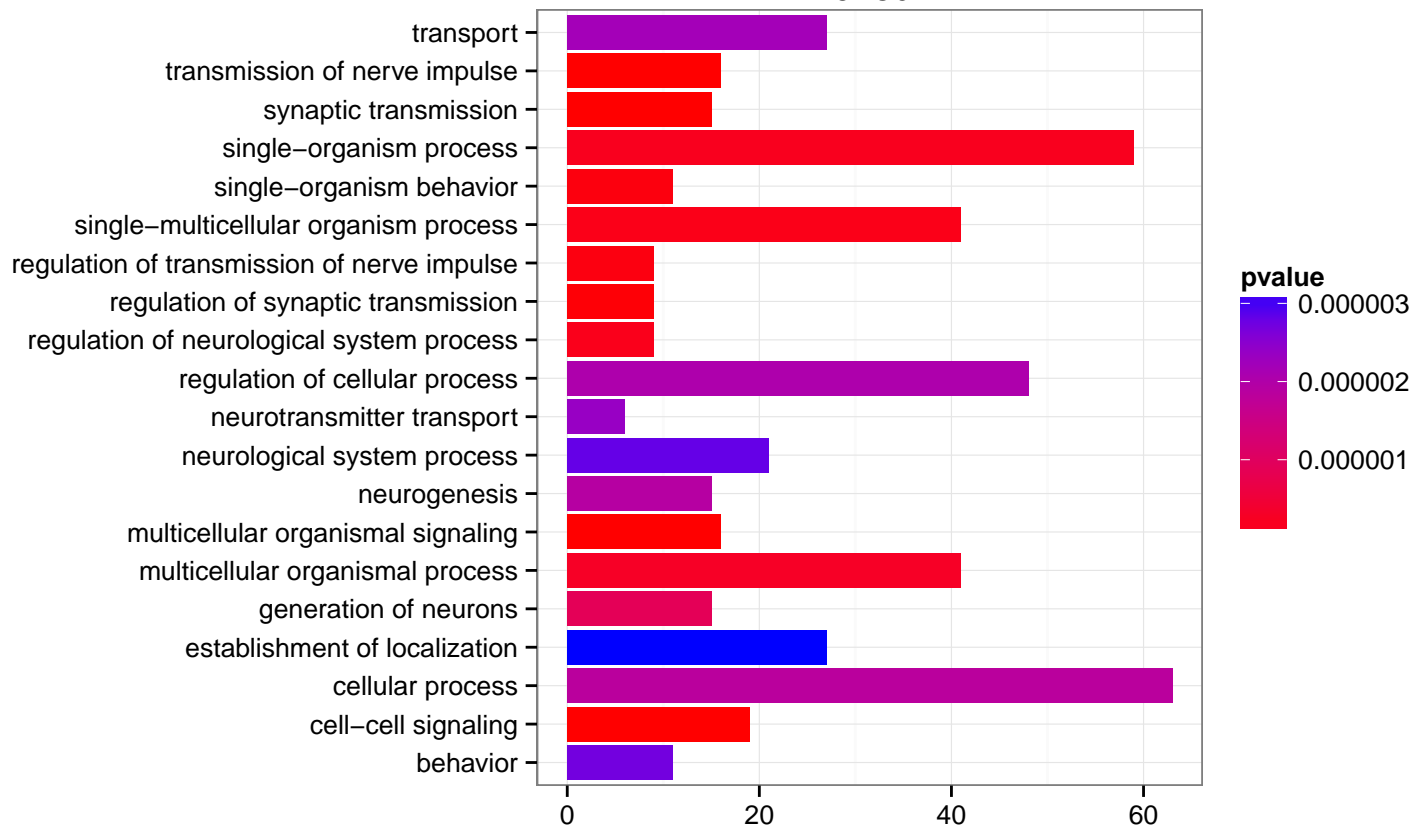 transport
transmission of nerve impulse
synaptic transmission
single−organism process
single−organism behavior
single−multicellular organism process
regulation of transmission of nerve impulse
regulation of synaptic transmission
regulation of neurological system process
regulation of cellular process
neurotransmitter transport
neurological system process
neurogenesis
multicellular organismal signaling
multicellular organismal process
generation of neurons
establishment of localization
cellular process
cell−cell signaling
behavior
0 20 40 60
pvalue
0.000003
0.000002
0.000001